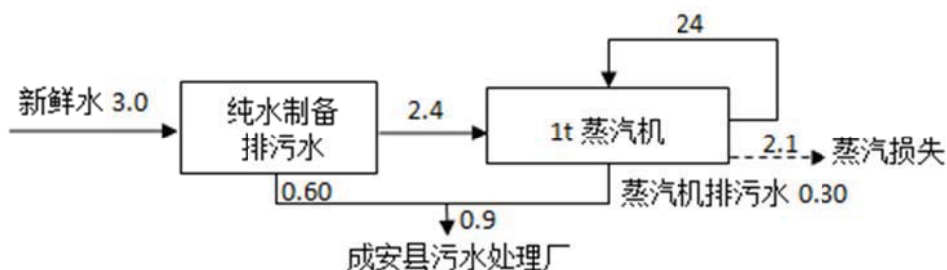 24
新鲜水 3.0
纯水制备
排污水
2.4
1t 蒸汽机
2.1
蒸汽损失
0.60
蒸汽机排污水 0.30
0.9
成安县污水处理厂